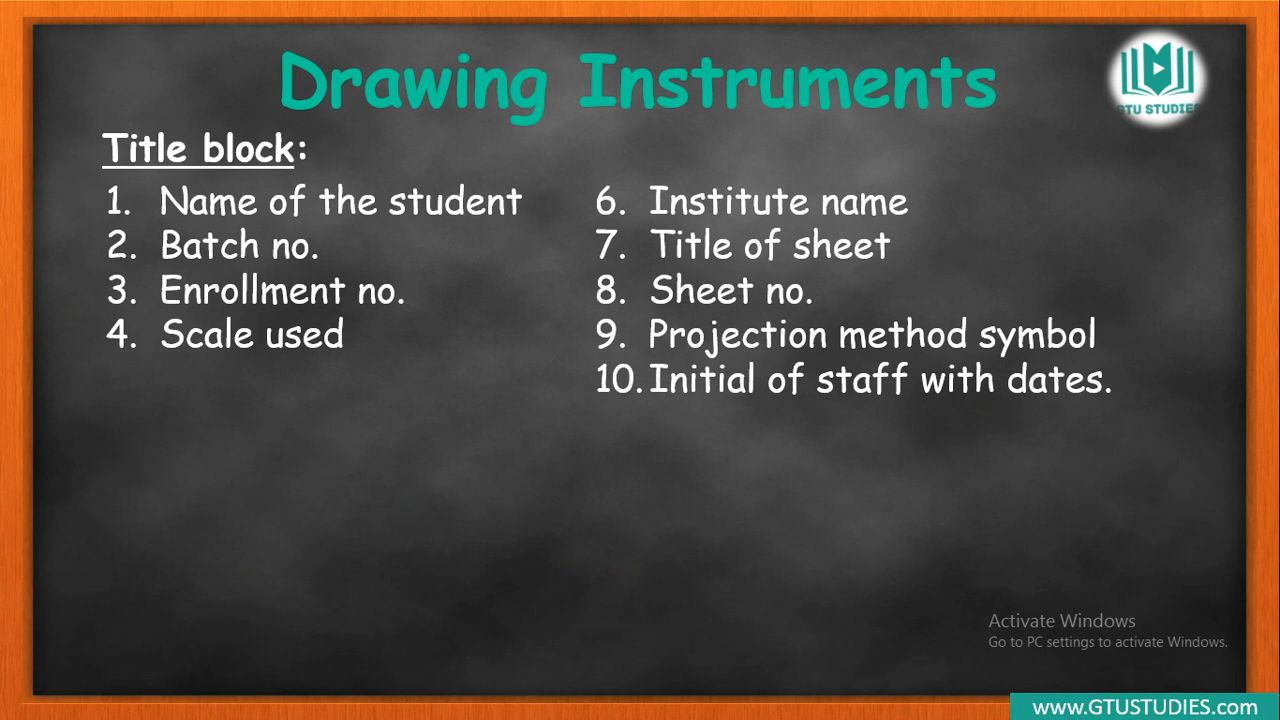 Drawing Instruments
GTU STUDIES
Title block:
1. Name of the student
2. Batch no.
3. Enrollment no.
4. Scale used
6. Institute name
7. Title of sheet
8. Sheet no.
9. Projection method symbol
10. Initial of staff with dates.
Activate Windows
Go to PC settings to activate Windows.
www.GTUSTUDIES.com